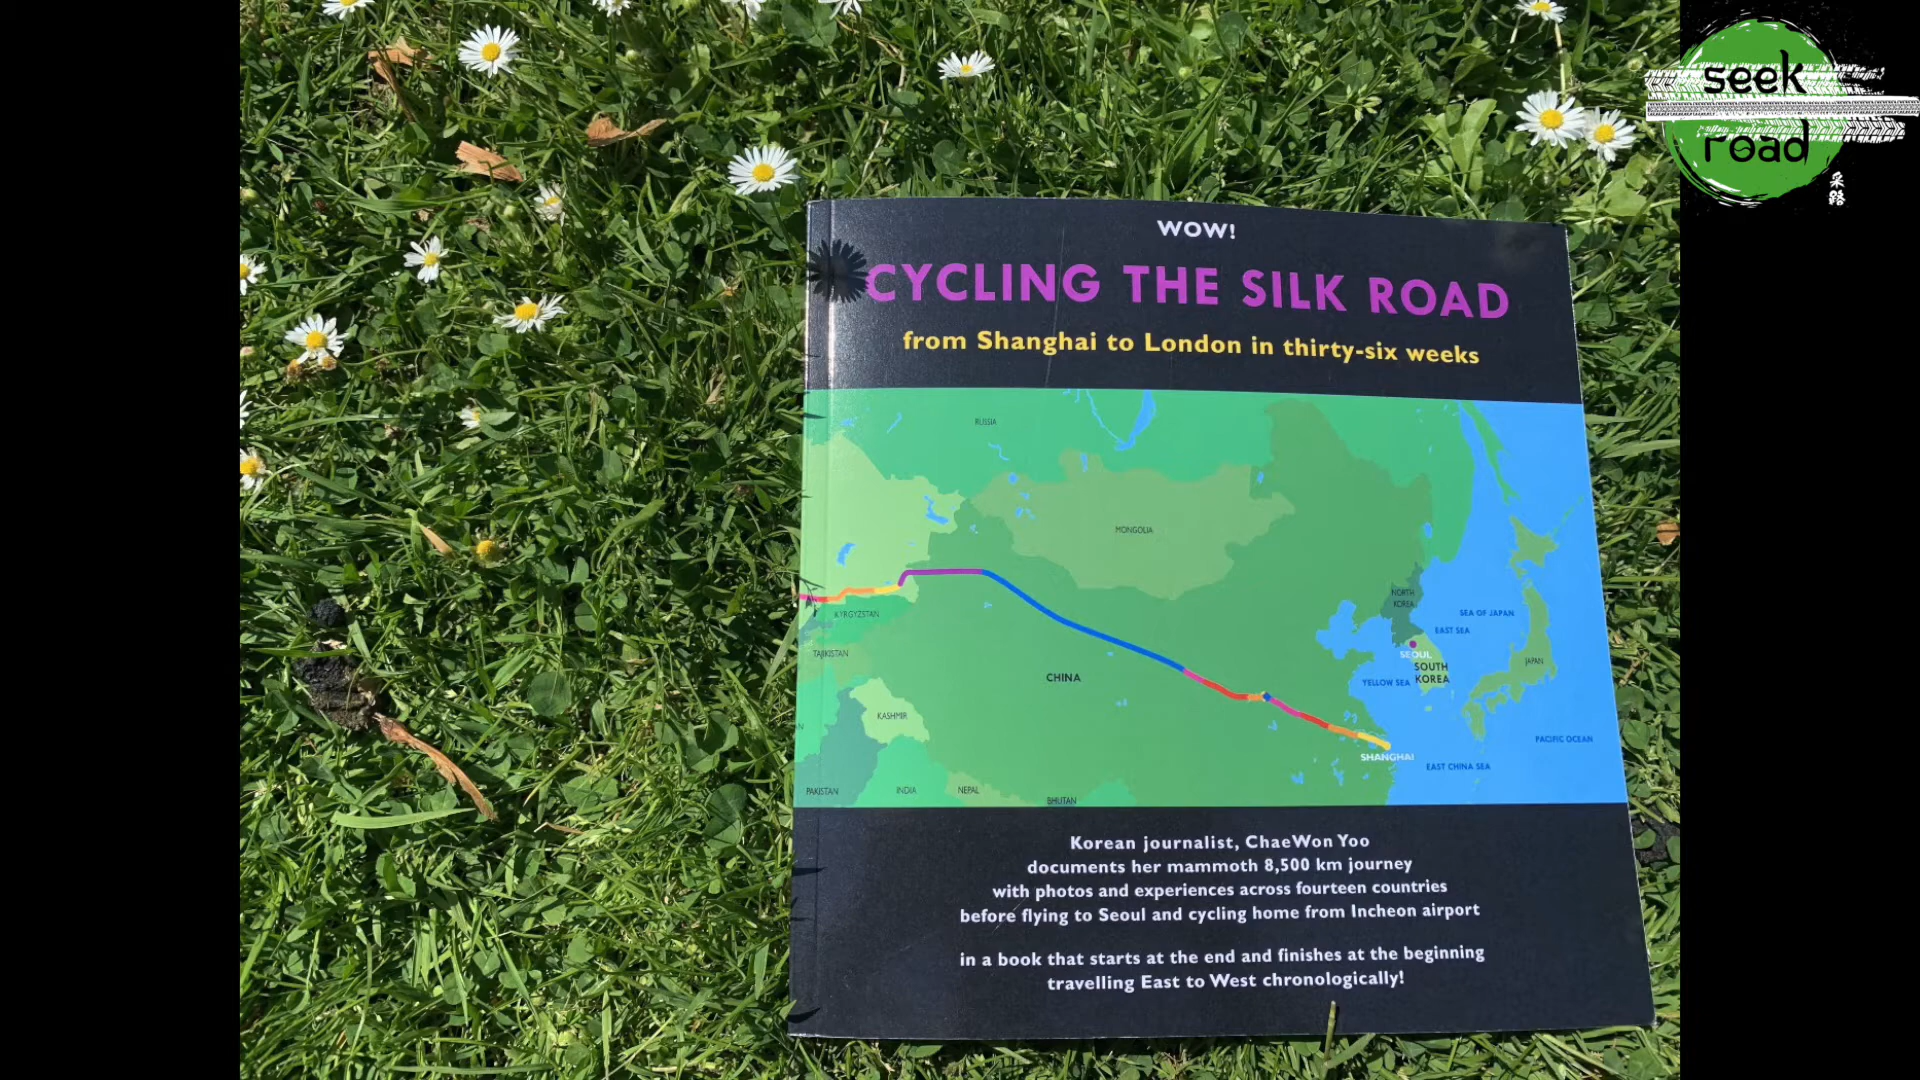 seek
road
采
路
WOW!
CYCLING THE SILK ROAD
from Shanghai to London in thirty-six weeks
RUSSIA
MONGOLIA
NORTH
KOREA
SEA OF JAPAN
KYRGYZSTAN
EAST SEA
TAJIKISTAN
SEOUL
JAPAN
SOUTH
KOREA
CHINA
YELLOW SEA
KASHMIR
N
PACIFIC OCEAN
SHANGHAI
EAST CHINA SEA
PAKISTAN
INDIA
NEPAL
BHUTAN
Korean journalist, ChaeWon Yoo
documents her mammoth 8,500 km journey
with photos and experiences across fourteen countries
before flying to Seoul and cycling home from Incheon airport
in a book that starts at the end and finishes at the beginning
travelling East to West chronologically!